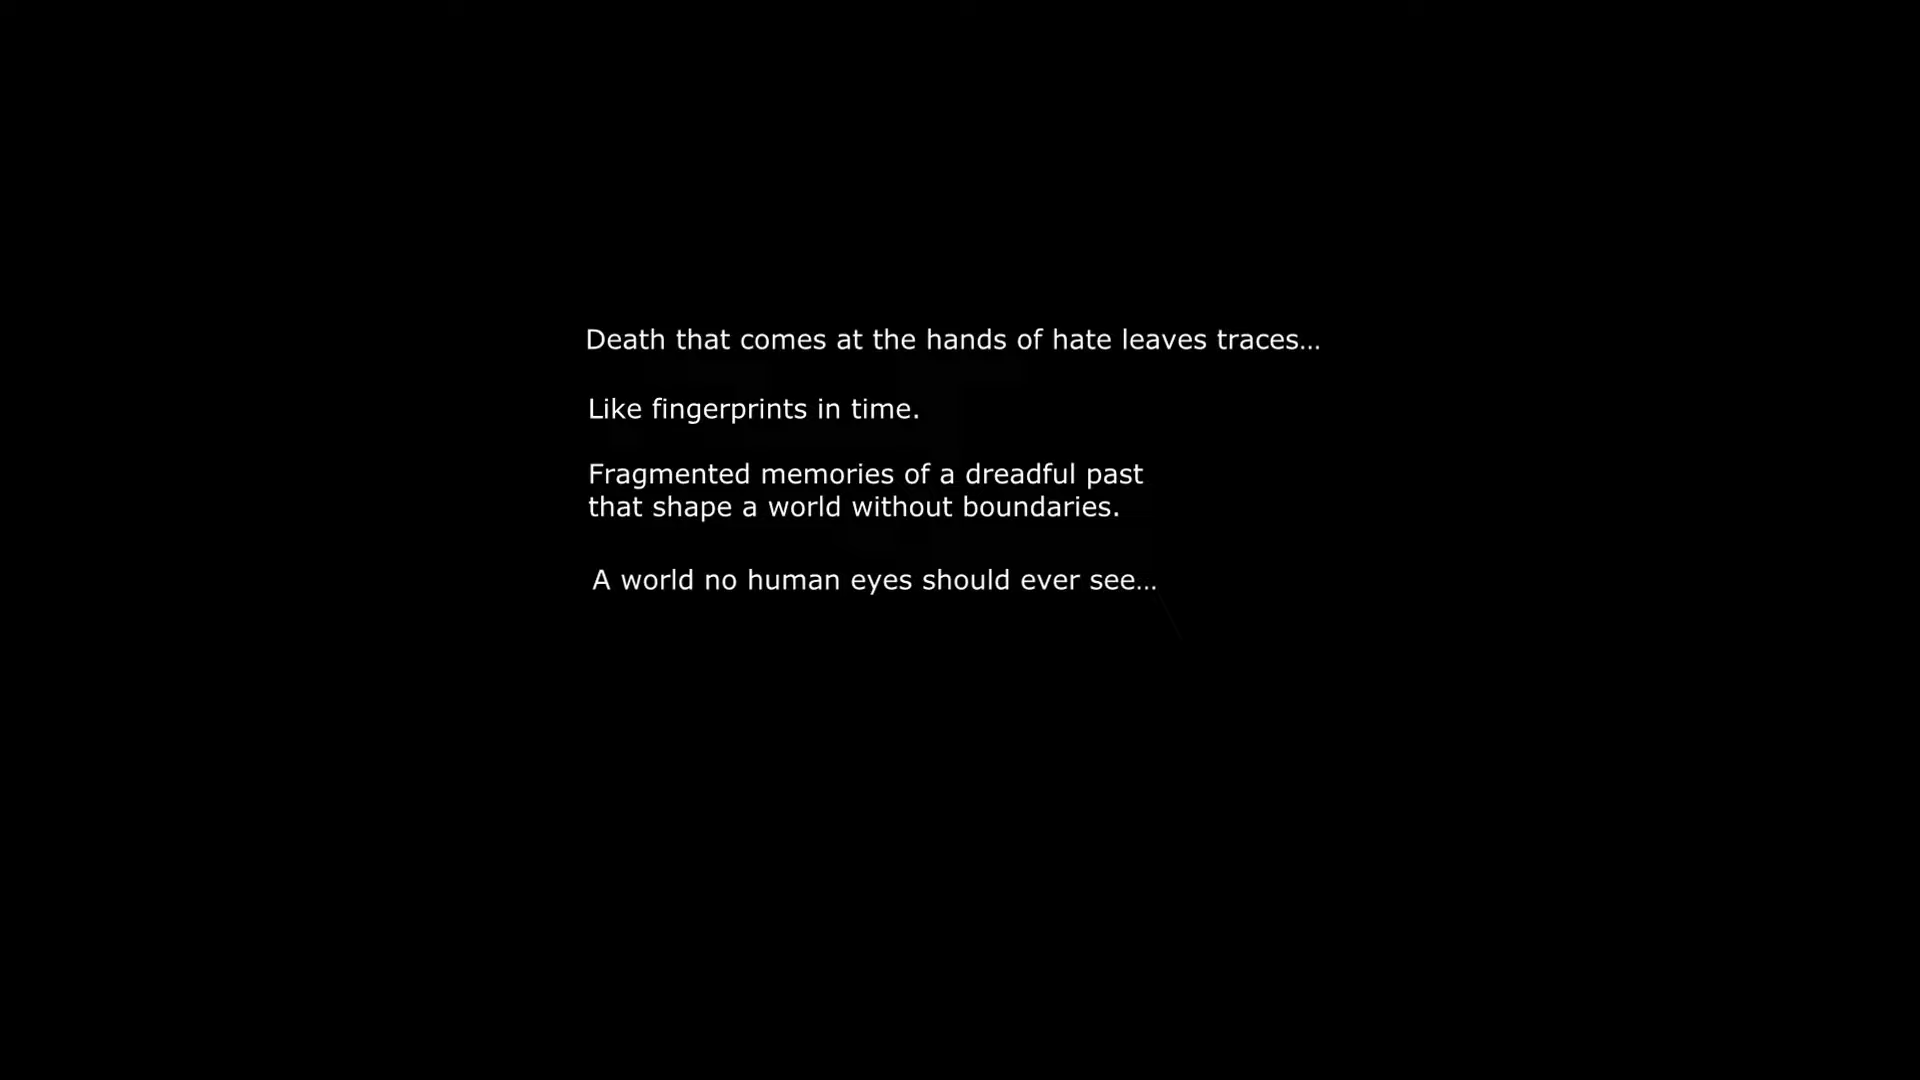 Death that comes at the hands of hate leaves traces...
Like fingerprints in time.
Fragmented memories of a dreadful past
that shape a world without boundaries.
A world no human eyes should ever see...